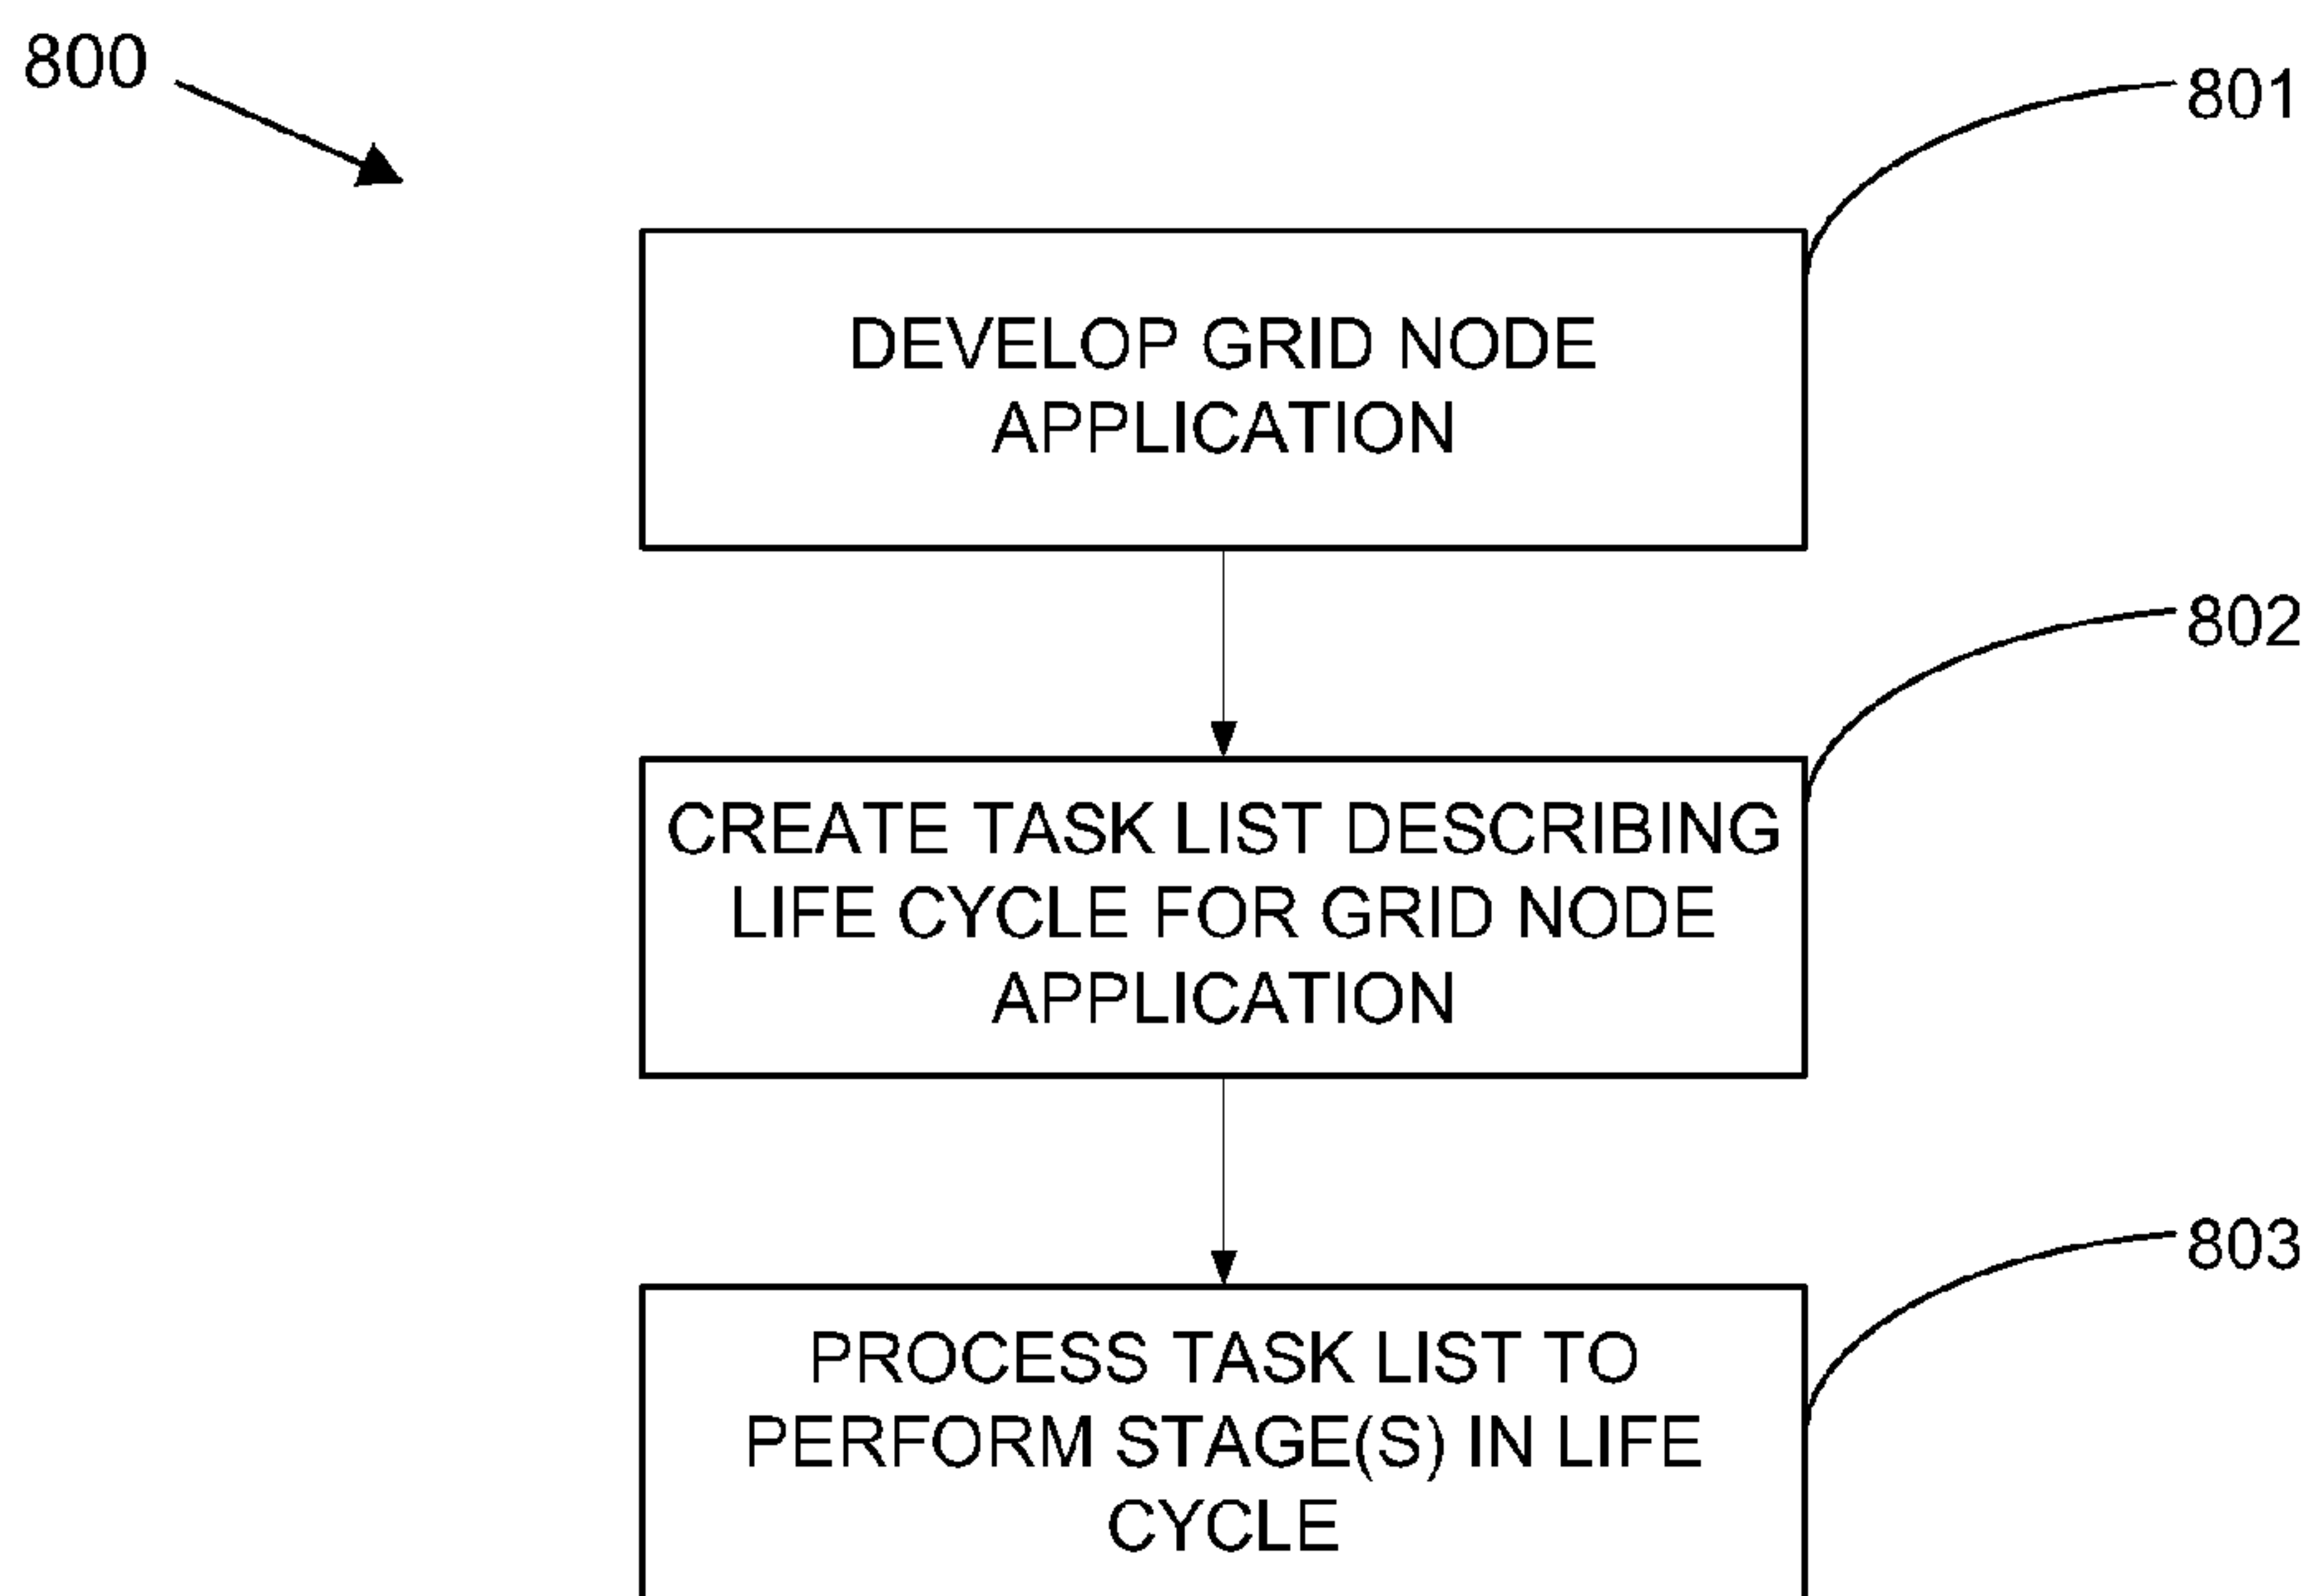 800
801
DEVELOP GRID NODE
APPLICATION
802
CREATE TASK LIST DESCRIBING
LIFE CYCLE FOR GRID NODE
APPLICATION
803
PROCESS TASK LIST TO
PERFORM STAGE(S) IN LIFE
CYCLE